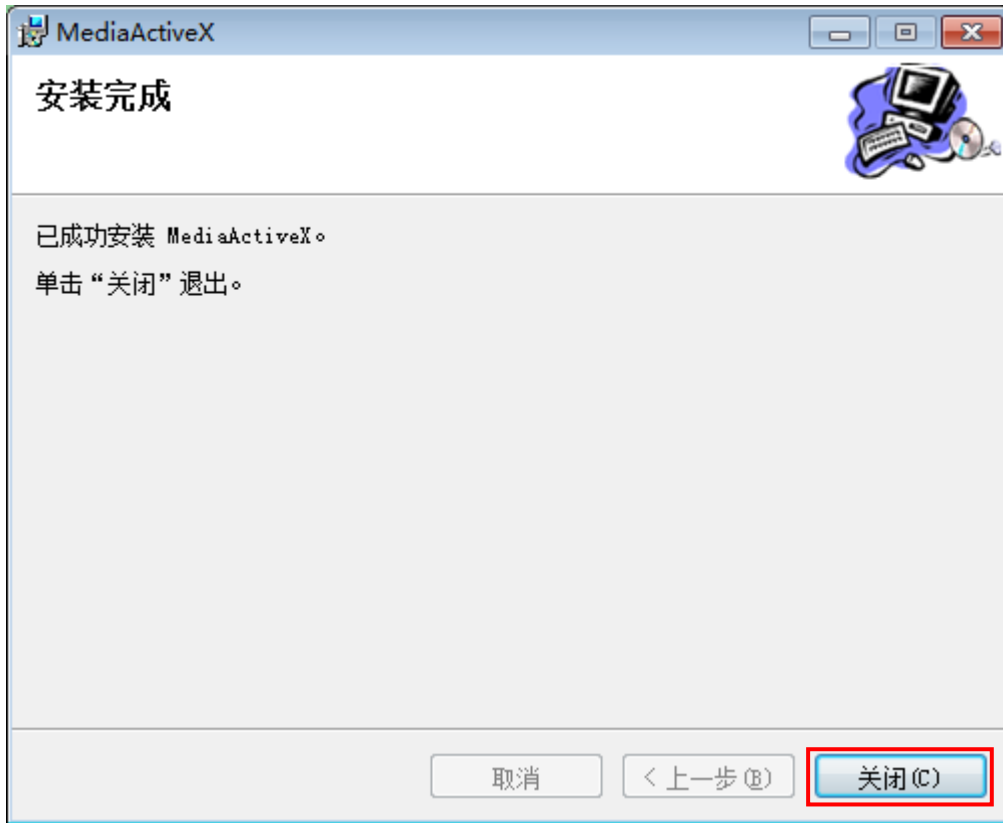 MediaActiveX
安装完成
已成功安装 MediaActiveX。
单击“关闭”退出。
取消
< 上一步(B)
关闭(C)